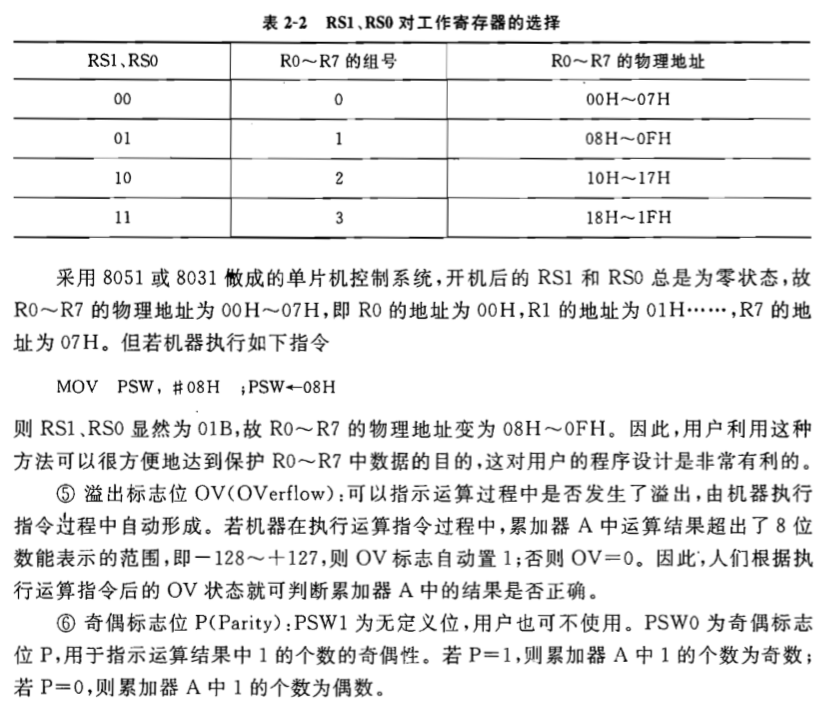 表 2-2 RS1、RS0 对工作寄存器的选择
RS1、RS0 R0～R7 的组号 R0～R7 的物理地址
00 0 00H～07H
01 1 08H～0FH
10 2 10H～17H
11 3 18H～1FH
采用 8051 或 8031 做成的单片机控制系统,开机后的 RS1 和 RS0 总是为零状态,故
R0～R7 的物理地址为 00H～07H,即 R0 的地址为 00H,R1 的地址为 01H……,R7 的地
址为 07H。但若机器执行如下指令
MOV PSW, #08H ;PSW←08H
则 RS1、RS0 显然为 01B,故 R0～R7 的物理地址变为 08H～0FH。因此,用户利用这种
方法可以很方便地达到保护 R0～R7 中数据的目的,这对用户的程序设计是非常有利的。
⑤ 溢出标志位 OV(OVerflow):可以指示运算过程中是否发生了溢出,由机器执行
指令过程中自动形成。若机器在执行运算指令过程中,累加器 A 中运算结果超出了 8 位
数能表示的范围,即－128～＋127,则 OV 标志自动置 1;否则 OV=0。因此,人们根据执
行运算指令后的 OV 状态就可判断累加器 A 中的结果是否正确。
⑥ 奇偶标志位 P(Parity):PSW1 为无定义位,用户也可不使用。PSW0 为奇偶标志
位 P,用于指示运算结果中 1 的个数的奇偶性。若 P=1,则累加器 A 中 1 的个数为奇数;
若 P=0,则累加器 A 中 1 的个数为偶数。